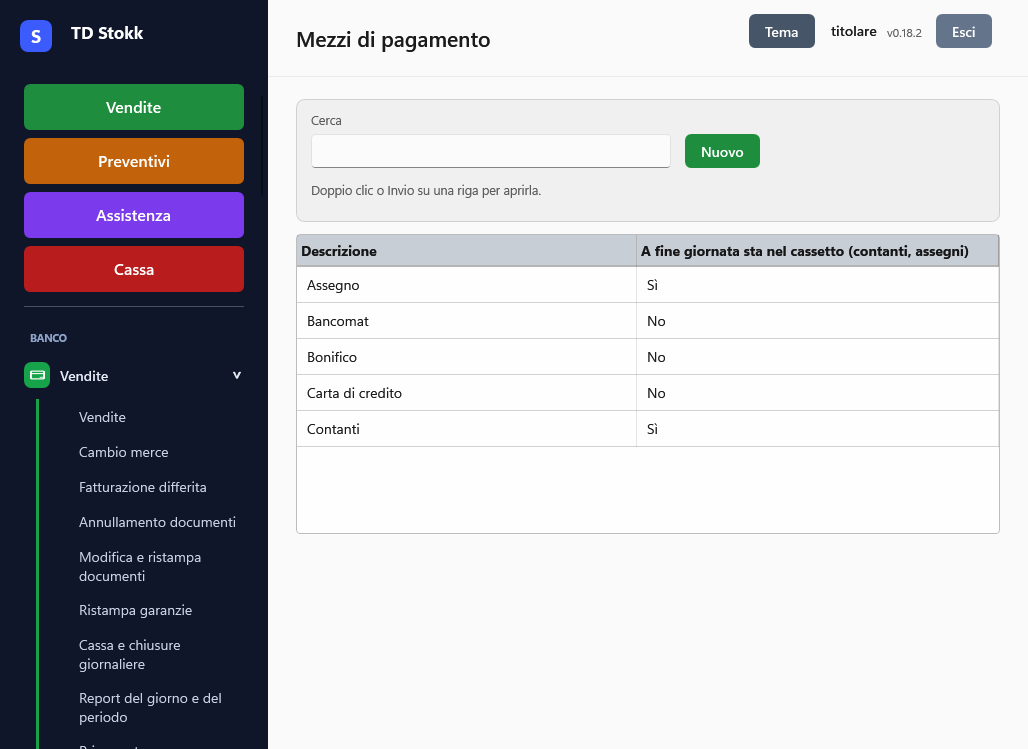 S
TD Stokk
Vendite
Preventivi
Assistenza
Cassa
BANCO
Vendite
Vendite
Cambio merce
Fatturazione differita
Annullamento documenti
Modifica e ristampa
documenti
Ristampa garanzie
Cassa e chiusure
giornaliere
Report del giorno e del
periodo
Mezzi di pagamento
Tema
titolare
v0.18.2
Esci
Cerca
Nuovo
Doppio clic o Invio su una riga per aprirla.
Descrizione
A fine giornata sta nel cassetto (contanti, assegni)
Assegno
Sì
Bancomat
No
Bonifico
No
Carta di credito
No
Contanti
Sì